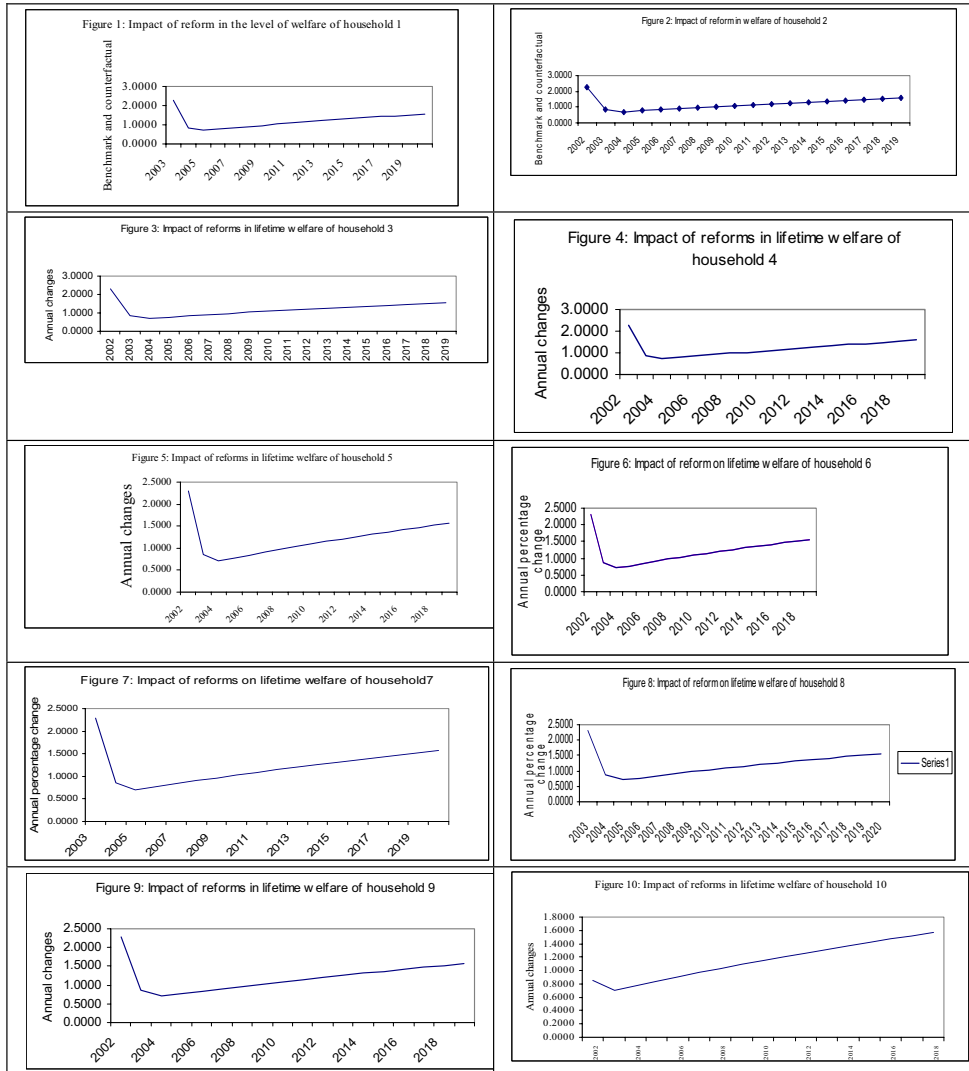 Figure 1: Impact of reform in the level of welfare of household 1
Benchmark and counterfactual
3.0000
2.0000
1.0000
0.0000
2003 2005 2007 2009 2011 2013 2015 2017 2019
Figure 2: Impact of reform in welfare of household 2
Benchmark and counterfactual
3.0000
2.0000
1.0000
0.0000
2002 2003 2004 2005 2006 2007 2008 2009 2010 2011 2012 2013 2014 2015 2016 2017 2018 2019
Figure 3: Impact of reforms in lifetime welfare of household 3
Annual changes
3.0000
2.0000
1.0000
0.0000
2002 2003 2004 2005 2006 2007 2008 2009 2010 2011 2012 2013 2014 2015 2016 2017 2018 2019
Figure 4: Impact of reforms in lifetime welfare of
household 4
Annual changes
3.0000
2.0000
1.0000
0.0000
2002 2004 2006 2008 2010 2012 2014 2016 2018
Figure 5: Impact of reforms in lifetime welfare of household 5
Annual changes
2.5000
2.0000
1.5000
1.0000
0.5000
0.0000
2002 2004 2006 2008 2010 2012 2014 2016 2018
Figure 6: Impact of reform on lifetime welfare of household 6
Annual percentage
change
2.5000
2.0000
1.5000
1.0000
0.5000
0.0000
2002 2004 2006 2008 2010 2012 2014 2016 2018
Figure 7: Impact of reforms on lifetime welfare of household7
Annual percentage change
2.5000
2.0000
1.5000
1.0000
0.5000
0.0000
2003 2005 2007 2009 2011 2013 2015 2017 2019
Figure 8: Impact of reform on lifetime welfare of household 8
Annual percentage
change
2.5000
2.0000
1.5000
1.0000
0.5000
0.0000
2003 2004 2005 2006 2007 2008 2009 2010 2011 2012 2013 2014 2015 2016 2017 2018 2019 2020
Series1
Figure 9: Impact of reforms in lifetime welfare of household 9
Annual changes
2.5000
2.0000
1.5000
1.0000
0.5000
0.0000
2002 2004 2006 2008 2010 2012 2014 2016 2018
Figure 10: Impact of reforms in lifetime welfare of household 10
Annual changes
1.8000
1.6000
1.4000
1.2000
1.0000
0.8000
0.6000
0.4000
0.2000
0.0000
2002 2004 2006 2008 2010 2012 2014 2016 2018